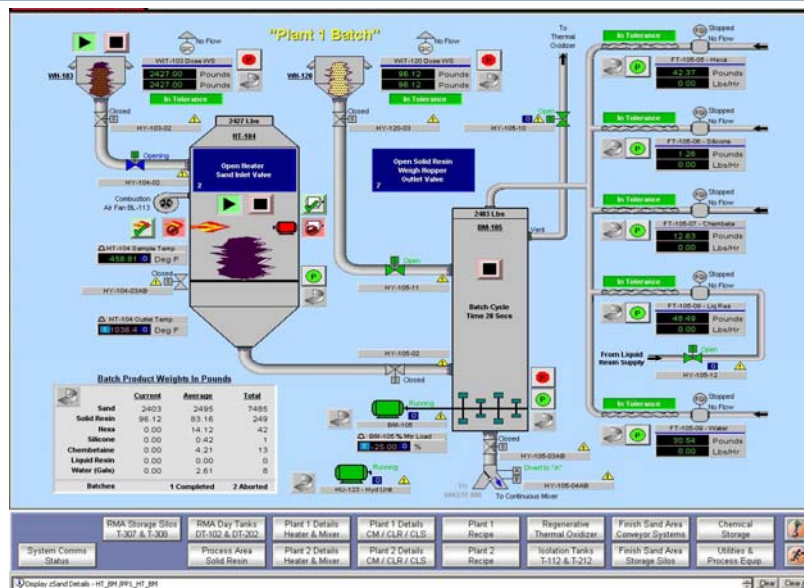 "Plant 1 Batch"
No Flow
WIT-103 Dose WS
2427.00 Pounds
2427.00 Pounds
In Tolerance
WH-103
Closed
HY-103-02
Opening
HY-104-02
Combustion
Air Fan BL-113
2427 Lbs
HT-104
Open Heater
Sand Inlet Valve
2
HT-104 Sample Temp.
Deg F
Closed
HY-104-03AB
HT-104 Outlet Temp.
1036.4 Deg F
No Flow
WIT-120 Dose WS
96.12 Pounds
96.12 Pounds
In Tolerance
WH-120
Closed
HY-120-03
Open Solid Resin
Weigh Hopper
Outlet Valve
7
Open
HY-105-11
HY-105-02
Closed
To
Thermal
Oxidizer
Open
HY-105-10
2403 Lbs
BM-105
Vent
Batch Cycle
Time 28 Secs
In Tolerance
Stopped
No Flow
FT-105-05 - Hexa
42.37 Pounds
0.00 Lbs/Hr
In Tolerance
Stopped
No Flow
FT-105-06 - Silicone
1.26 Pounds
0.00 Lbs/Hr
In Tolerance
Stopped
No Flow
FT-105-07 - Chembeta
12.63 Pounds
0.00 Lbs/Hr
In Tolerance
Stopped
No Flow
FT-105-08 - Liq Res
48.49 Pounds
0.00 Lbs/Hr
From Liquid
Resin Supply
Open
HY-105-12
In Tolerance
Stopped
No Flow
FT-105-09 - Water
30.54 Pounds
0.00 Lbs/Hr
Running
BM-105
BM-105 % Mtr Load
-25.00 %
Running
HU-123 - Hyd Unit
Closed
HY-105-03AB
Divert to "A"
HY-105-04AB
TO
WASTE BIN
To Continuous Mixer
Batch Product Weights In Pounds
Current Average Total
Sand 2403 2495 7485
Solid Resin 96.12 83.16 249
Hexa 0.00 14.12 42
Silicone 0.00 0.42 1
Chembetaine 0.00 4.21 13
Liquid Resin 0.00 0.00 0
Water (Gals) 0.00 2.61 8
Batches 1 Completed 2 Aborted
RMA Storage Silos
T-307 & T-308
RMA Day Tanks
DT-102 & DT-202
Plant 1 Details
Heater & Mixer
Plant 1 Details
CM / CLR / CLS
Plant 1
Recipe
Regenerative
Thermal Oxidizer
Finish Sand Area
Conveyor Systems
Chemical
Storage
System Comms
Status
Process Area
Solid Resin
Plant 2 Details
Heater & Mixer
Plant 2 Details
CM / CLR / CLS
Plant 2
Recipe
Isolation Tanks
T-112 & T-212
Finish Sand Area
Storage Silos
Utilities &
Process Equip.
Display zSand Details - HT_BM /PP1_HT_BM
Clear